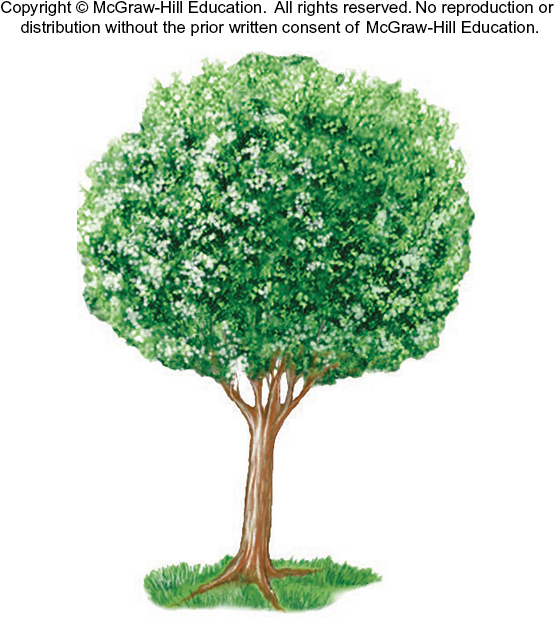 Copyright © McGraw-Hill Education.  All rights reserved. No reproduction or
distribution without the prior written consent of McGraw-Hill Education.